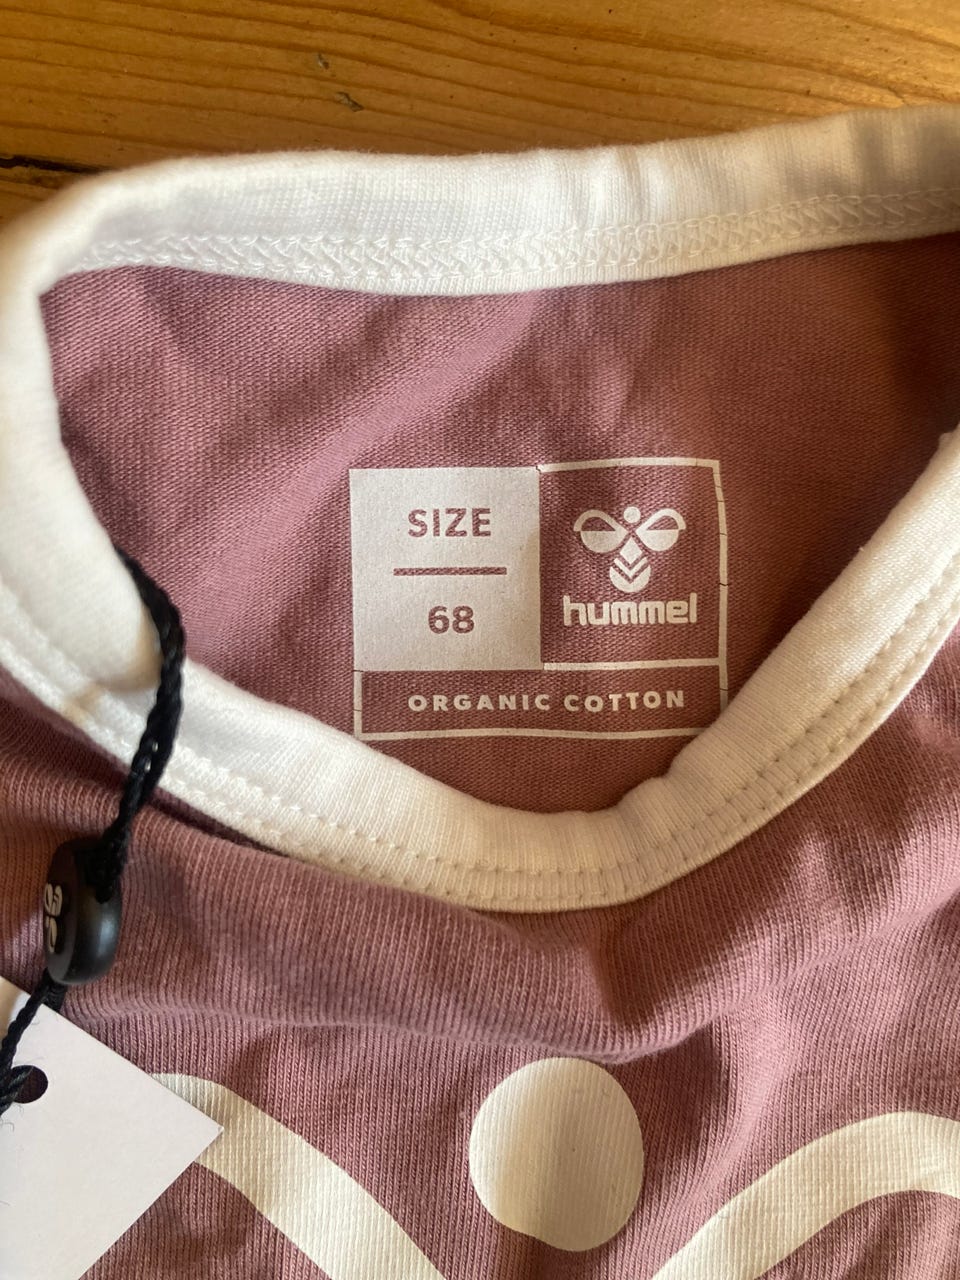 SIZE
68
hummel
ORGANIC COTTON